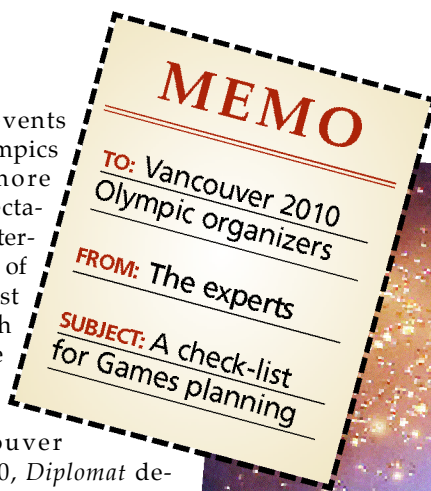 MEMO
TO: Vancouver 2010
Olympic organizers
FROM: The experts
SUBJECT: A check-list
for Games planning
vents
mpics
more
ecta-
ter-
of
st
h
e
ouver
0, Diplomat de-